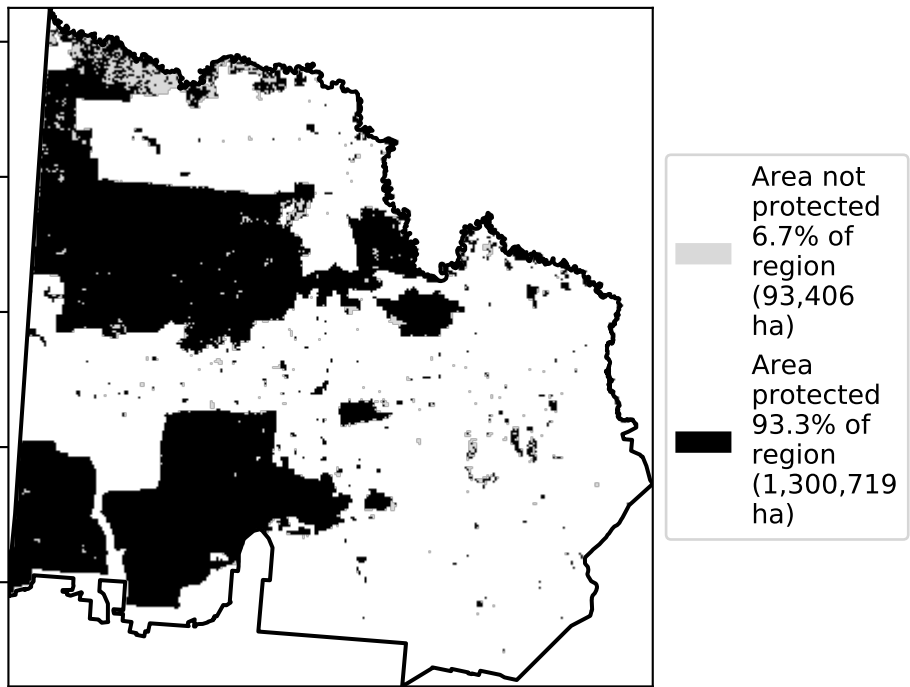 Area not
protected
6.7% of
region
(93,406
ha)
Area
protected
93.3% of
region
(1,300,719
ha)